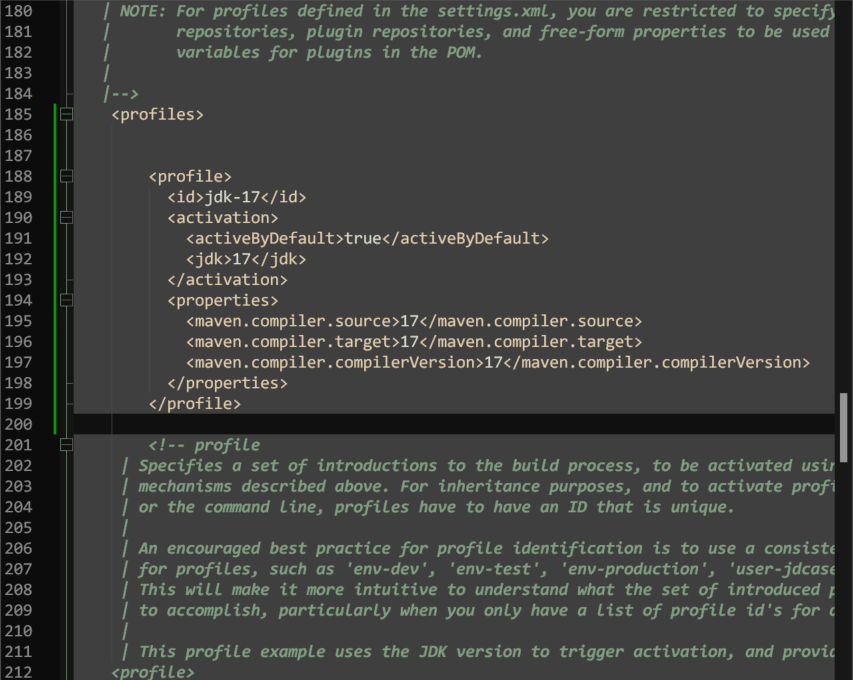 180 | NOTE: For profiles defined in the settings.xml, you are restricted to specify
181 | repositories, plugin repositories, and free-form properties to be used
182 | variables for plugins in the POM.
183 |
184 |-->
185 <profiles>
186
187
188 <profile>
189 <id>jdk-17</id>
190 <activation>
191 <activeByDefault>true</activeByDefault>
192 <jdk>17</jdk>
193 </activation>
194 <properties>
195 <maven.compiler.source>17</maven.compiler.source>
196 <maven.compiler.target>17</maven.compiler.target>
197 <maven.compiler.compilerVersion>17</maven.compiler.compilerVersion>
198 </properties>
199 </profile>
200
201 <!-- profile
202 | Specifies a set of introductions to the build process, to be activated usin
203 | mechanisms described above. For inheritance purposes, and to activate profi
204 | or the command line, profiles have to have an ID that is unique.
205 |
206 | An encouraged best practice for profile identification is to use a consiste
207 | for profiles, such as 'env-dev', 'env-test', 'env-production', 'user-jdcase
208 | This will make it more intuitive to understand what the set of introduced p
209 | to accomplish, particularly when you only have a list of profile id's for d
210 |
211 | This profile example uses the JDK version to trigger activation, and provid
212 <profile>